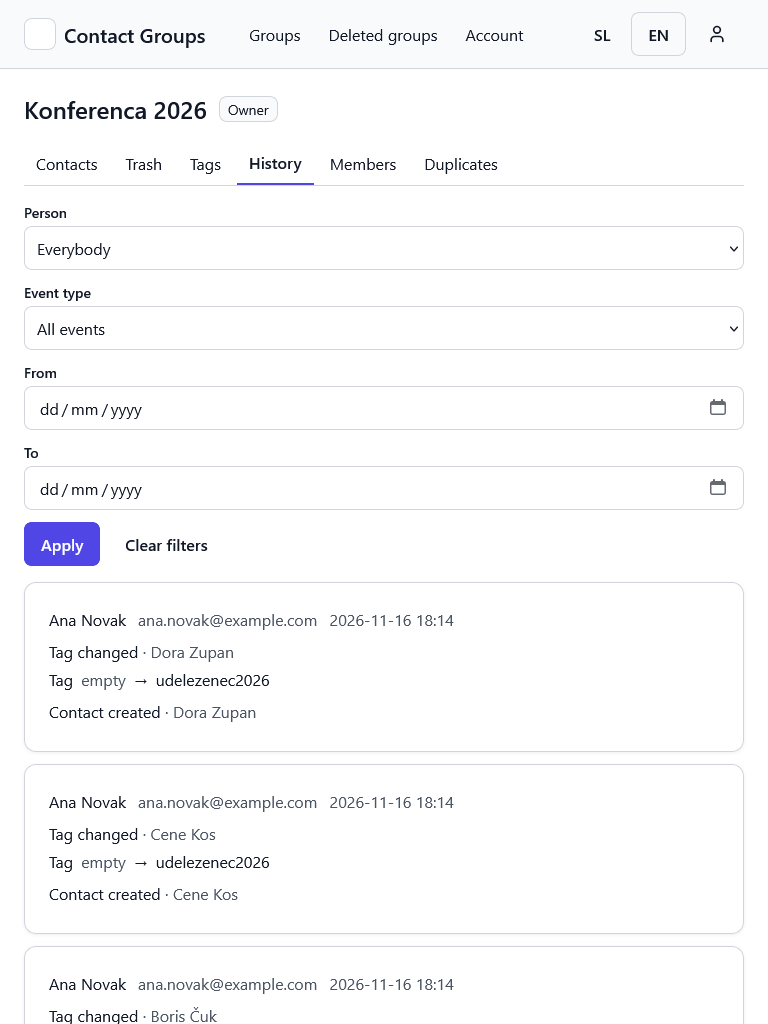 Contact Groups Groups Deleted groups Account SL EN
Konferenca 2026 Owner
Contacts Trash Tags History Members Duplicates
Person
Everybody
Event type
All events
From
dd/mm/yyyy
To
dd/mm/yyyy
Apply Clear filters
Ana Novak ana.novak@example.com 2026-11-16 18:14
Tag changed · Dora Zupan
Tag empty → udelezenec2026
Contact created · Dora Zupan
Ana Novak ana.novak@example.com 2026-11-16 18:14
Tag changed · Cene Kos
Tag empty → udelezenec2026
Contact created · Cene Kos
Ana Novak ana.novak@example.com 2026-11-16 18:14
Tag changed · Boris Čuk